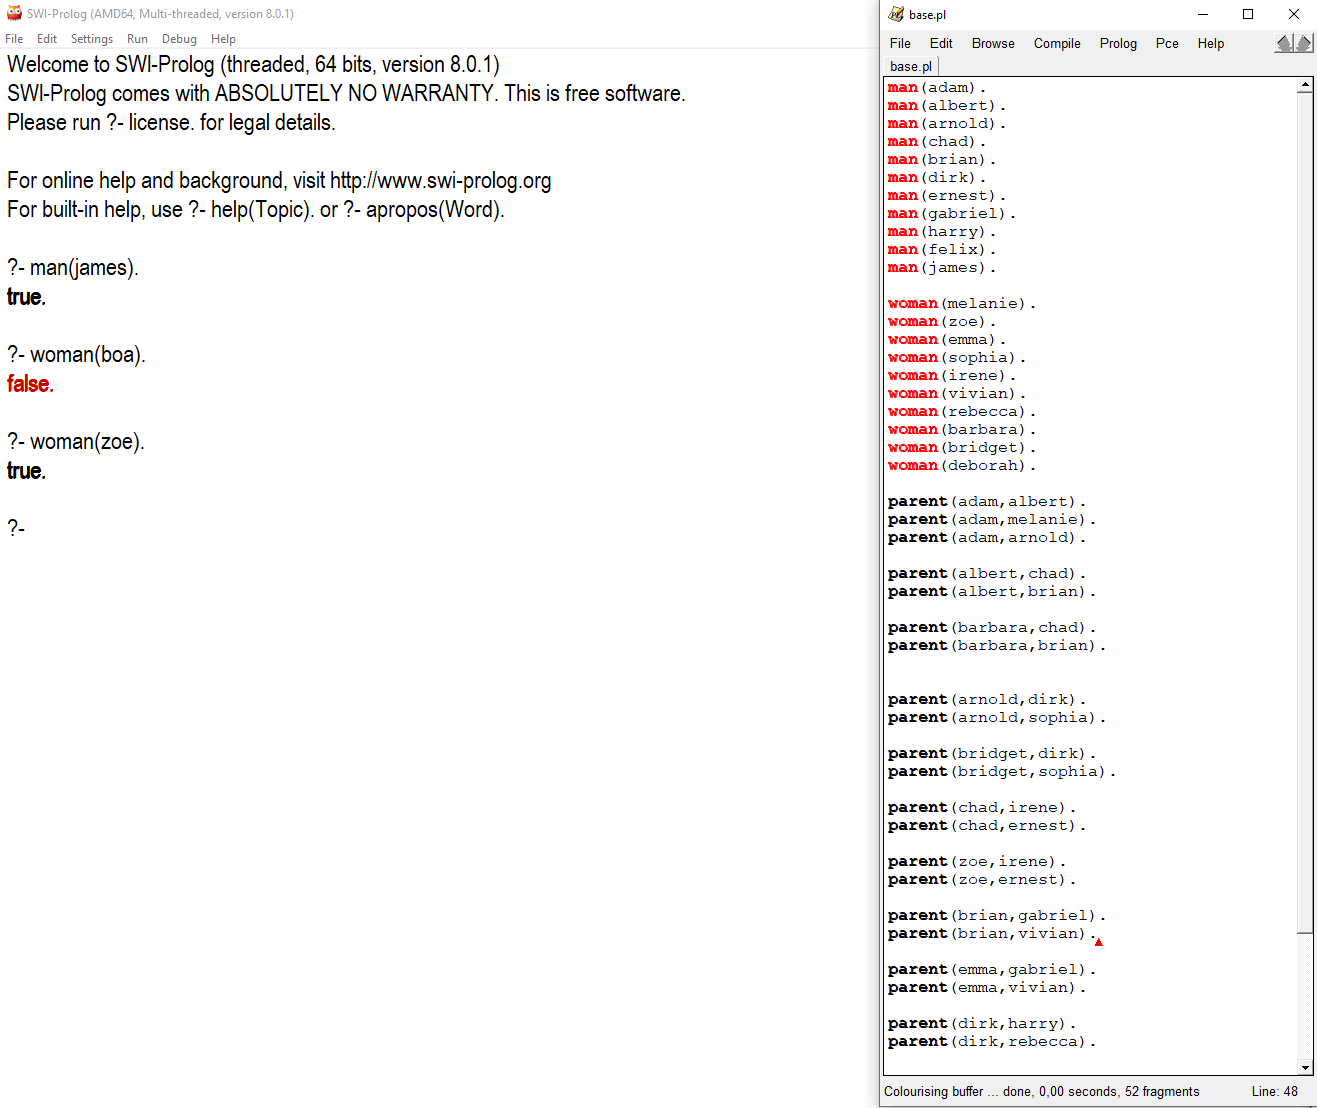 SWI-Prolog (AMD64, Multi-threaded, version 8.0.1)
File Edit Settings Run Debug Help
Welcome to SWI-Prolog (threaded, 64 bits, version 8.0.1)
SWI-Prolog comes with ABSOLUTELY NO WARRANTY. This is free software.
Please run ?- license. for legal details.
For online help and background, visit http://www.swi-prolog.org
For built-in help, use ?- help(Topic). or ?- apropos(Word).
?- man(james).
true.
?- woman(boa).
false.
?- woman(zoe).
true.
?-
base.pl
File Edit Browse Compile Prolog Pce Help
base.pl
man(adam).
man(albert).
man(arnold).
man(chad).
man(brian).
man(dirk).
man(ernest).
man(gabriel).
man(harry).
man(felix).
man(james).
woman(melanie).
woman(zoe).
woman(emma).
woman(sophia).
woman(irene).
woman(vivian).
woman(rebecca).
woman(barbara).
woman(bridget).
woman(deborah).
parent(adam,albert).
parent(adam,melanie).
parent(adam,arnold).
parent(albert,chad).
parent(albert,brian).
parent(barbara,chad).
parent(barbara,brian).
parent(arnold,dirk).
parent(arnold,sophia).
parent(bridget,dirk).
parent(bridget,sophia).
parent(chad,irene).
parent(chad,ernest).
parent(zoe,irene).
parent(zoe,ernest).
parent(brian,gabriel).
parent(brian,vivian).
parent(emma,gabriel).
parent(emma,vivian).
parent(dirk,harry).
parent(dirk,rebecca).
Colourising buffer ... done, 0,00 seconds, 52 fragments Line: 48